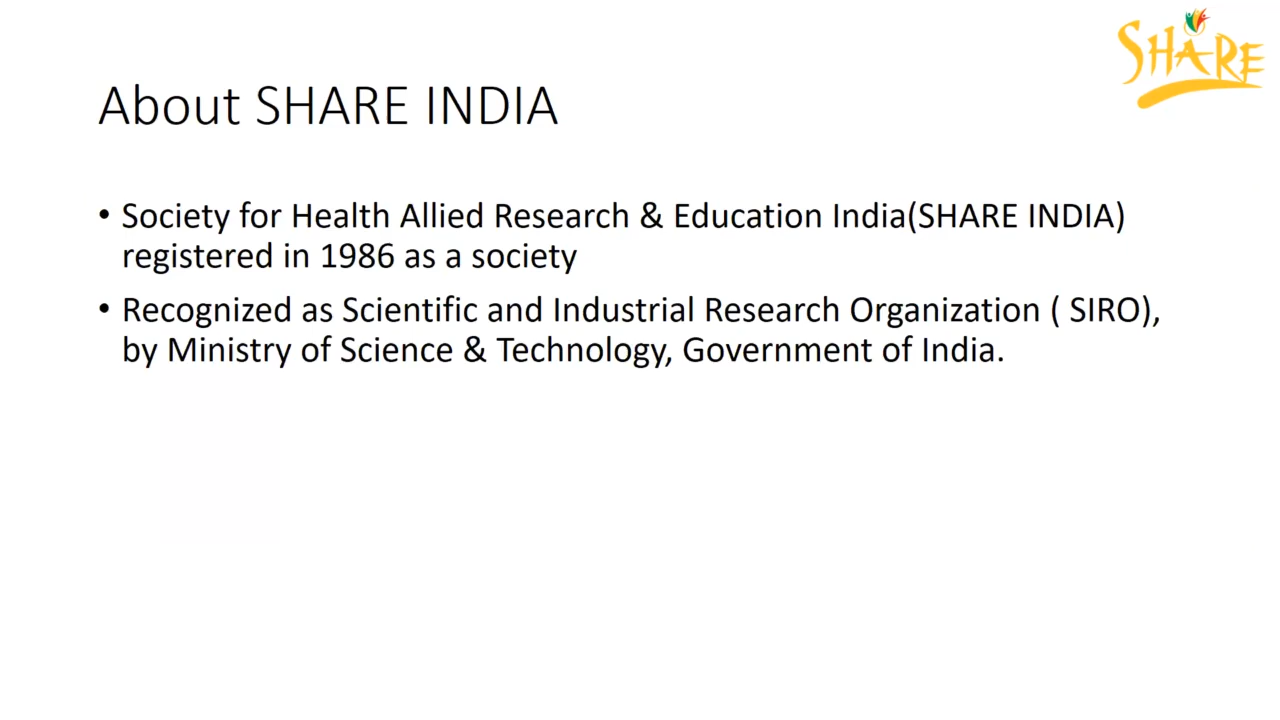 SHARE
About SHARE INDIA
• Society for Health Allied Research & Education India(SHARE INDIA)
registered in 1986 as a society
• Recognized as Scientific and Industrial Research Organization ( SIRO),
by Ministry of Science & Technology, Government of India.